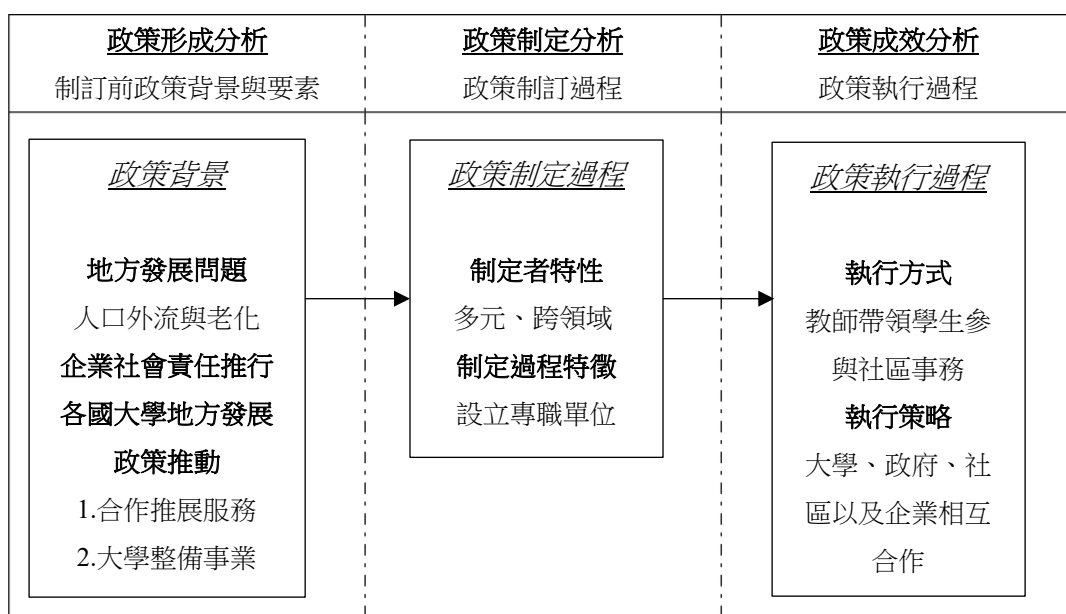 政策形成分析
制訂前政策背景與要素
政策制定分析
政策制訂過程
政策成效分析
政策執行過程
政策背景
地方發展問題
人口外流與老化
企業社會責任推行
各國大學地方發展
政策推動
1.合作推展服務
2.大學整備事業
政策制定過程
制定者特性
多元、跨領域
制定過程特徵
設立專職單位
政策執行過程
執行方式
教師帶領學生參
與社區事務
執行策略
大學、政府、社
區以及企業相互
合作